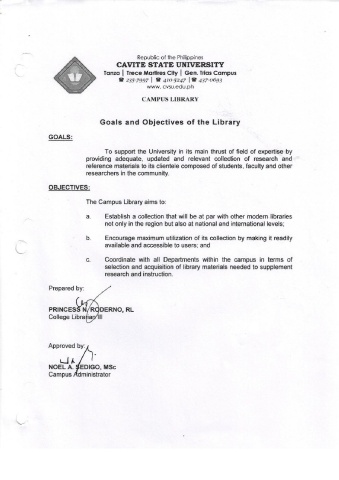 Republic of the Philippines
CAVITE STATE UNIVERSITY
Tanza | Trece Martires City | Gen. Trias Campus
www.cvsu.edu.ph
CAMPUS LIBRARY
Goals and Objectives of the Library
GOALS:
To support the University in its main thrust of field of expertise by
providing adequate, updated and relevant collection of research and
reference materials to its clientele composed of students, faculty and other
researchers in the community.
OBJECTIVES:
The Campus Library aims to:
a. Establish a collection that will be at par with other modern libraries
not only in the region but also at national and international levels;
b. Encourage maximum utilization of its collection by making it readily
available and accessible to users; and
c. Coordinate with all Departments within the campus in terms of
selection and acquisition of library materials needed to supplement
research and instruction.
Prepared by:
PRINCESS N. RODERNO, RL
College Librarian III
Approved by:
NOEL A. SEDIGO, MSc
Campus Administrator